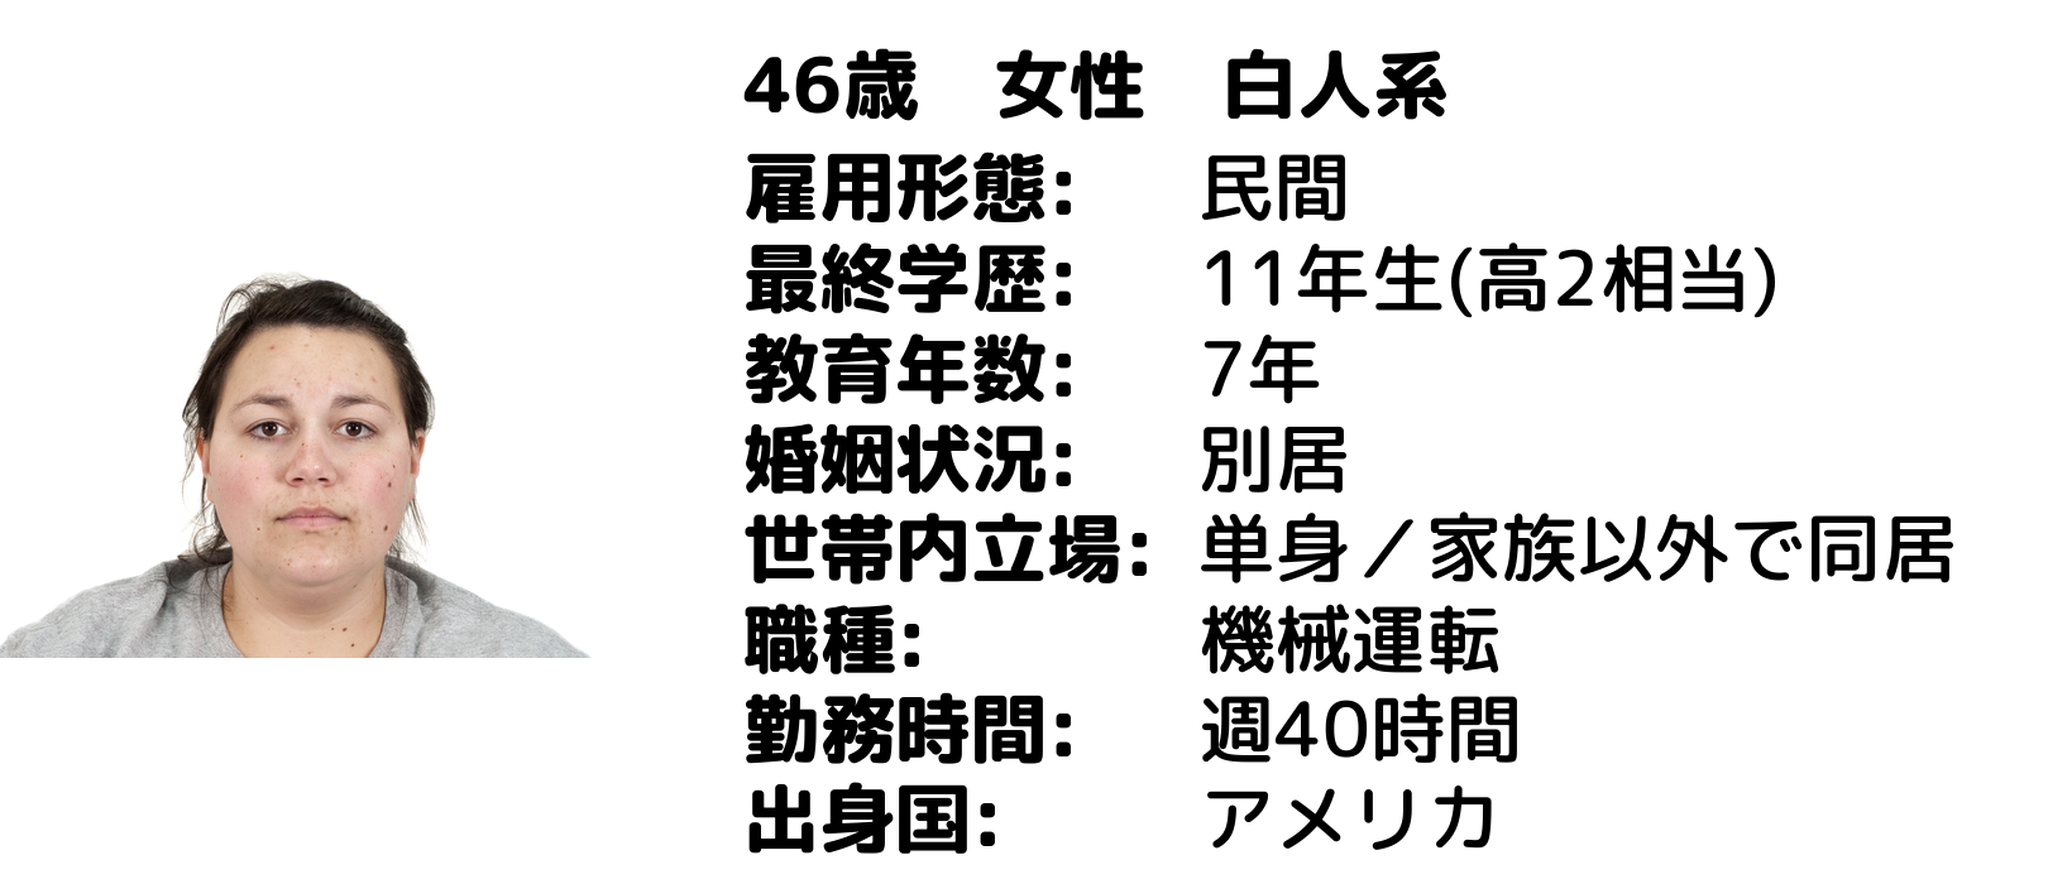 46歳　女性　白人系
雇用形態:　民間
最終学歴:　11年生(高2相当)
教育年数:　7年
婚姻状況:　別居
世帯内立場:　単身／家族以外で同居
職種:　機械運転
勤務時間:　週40時間
出身国:　アメリカ